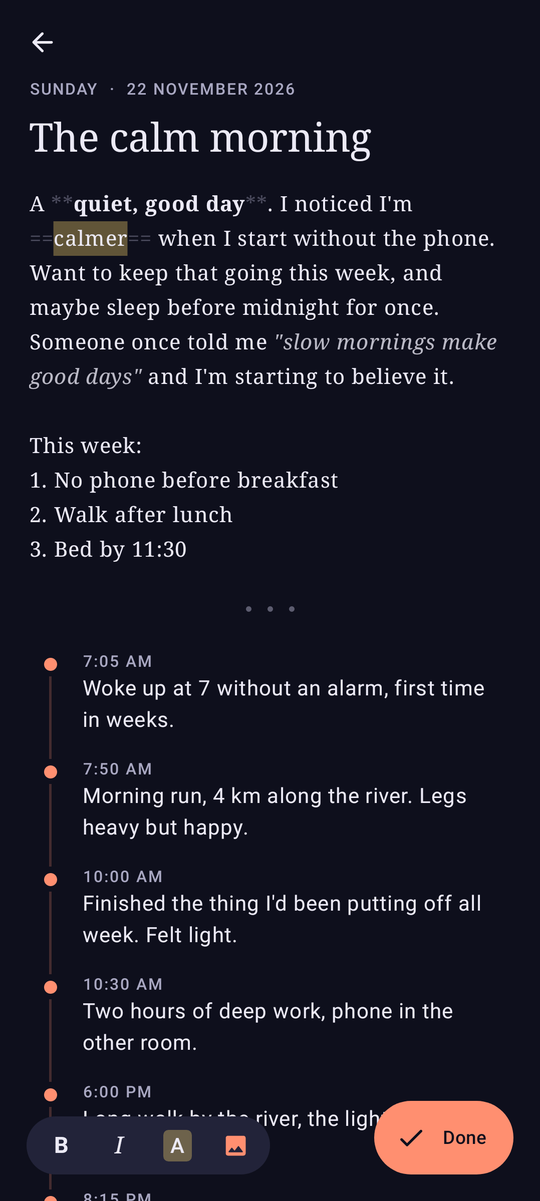 SUNDAY · 22 NOVEMBER 2026
The calm morning
A **quiet, good day**. I noticed I'm
==calmer== when I start without the phone.
Want to keep that going this week, and
maybe sleep before midnight for once.
Someone once told me "slow mornings make
good days" and I'm starting to believe it.
This week:
1. No phone before breakfast
2. Walk after lunch
3. Bed by 11:30
7:05 AM
Woke up at 7 without an alarm, first time
in weeks.
7:50 AM
Morning run, 4 km along the river. Legs
heavy but happy.
10:00 AM
Finished the thing I'd been putting off all
week. Felt light.
10:30 AM
Two hours of deep work, phone in the
other room.
6:00 PM
Long walk by the river, the light
B I A
Done
8:15 PM